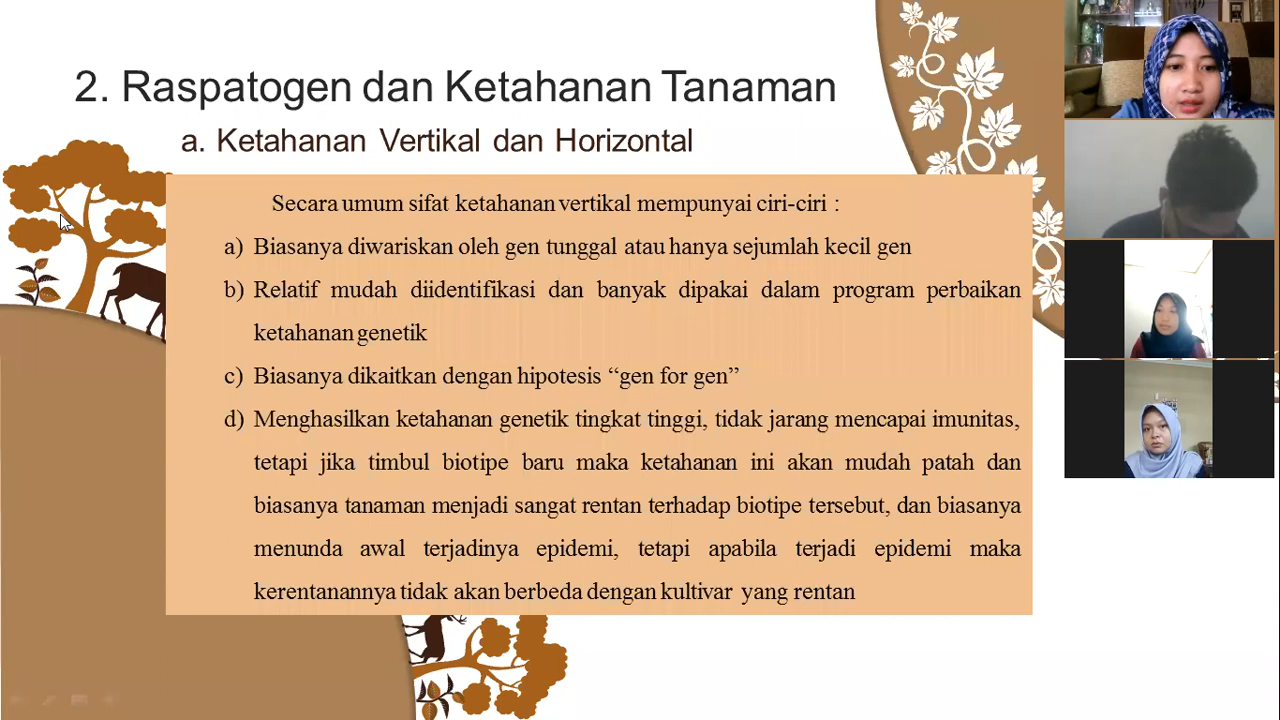 2. Raspatogen dan Ketahanan Tanaman
a. Ketahanan Vertikal dan Horizontal
Secara umum sifat ketahanan vertikal mempunyai ciri-ciri :
a) Biasanya diwariskan oleh gen tunggal atau hanya sejumlah kecil gen
b) Relatif mudah diidentifikasi dan banyak dipakai dalam program perbaikan
ketahanan genetik
c) Biasanya dikaitkan dengan hipotesis “gen for gen”
d) Menghasilkan ketahanan genetik tingkat tinggi, tidak jarang mencapai imunitas,
tetapi jika timbul biotipe baru maka ketahanan ini akan mudah patah dan
biasanya tanaman menjadi sangat rentan terhadap biotipe tersebut, dan biasanya
menunda awal terjadinya epidemi, tetapi apabila terjadi epidemi maka
kerentanannya tidak akan berbeda dengan kultivar yang rentan